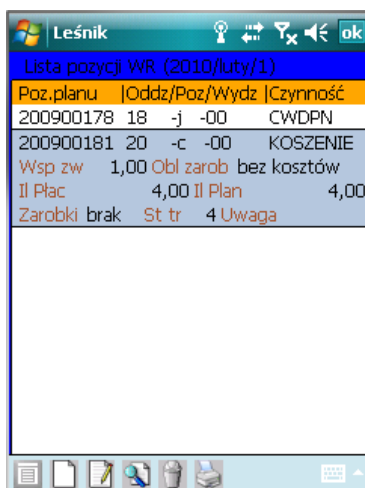 Leśnik ok
Lista pozycji WR (2010/luty/1)
Poz.planu |Oddz/Poz/Wydz |Czynność
200900178 18 -j -00 CWDPN
200900181 20 -c -00 KOSZENIE
Wsp zw 1,00 Obl zarob bez kosztów
Il Płac 4,00 Il Plan 4,00
Zarobki brak St tr 4 Uwaga